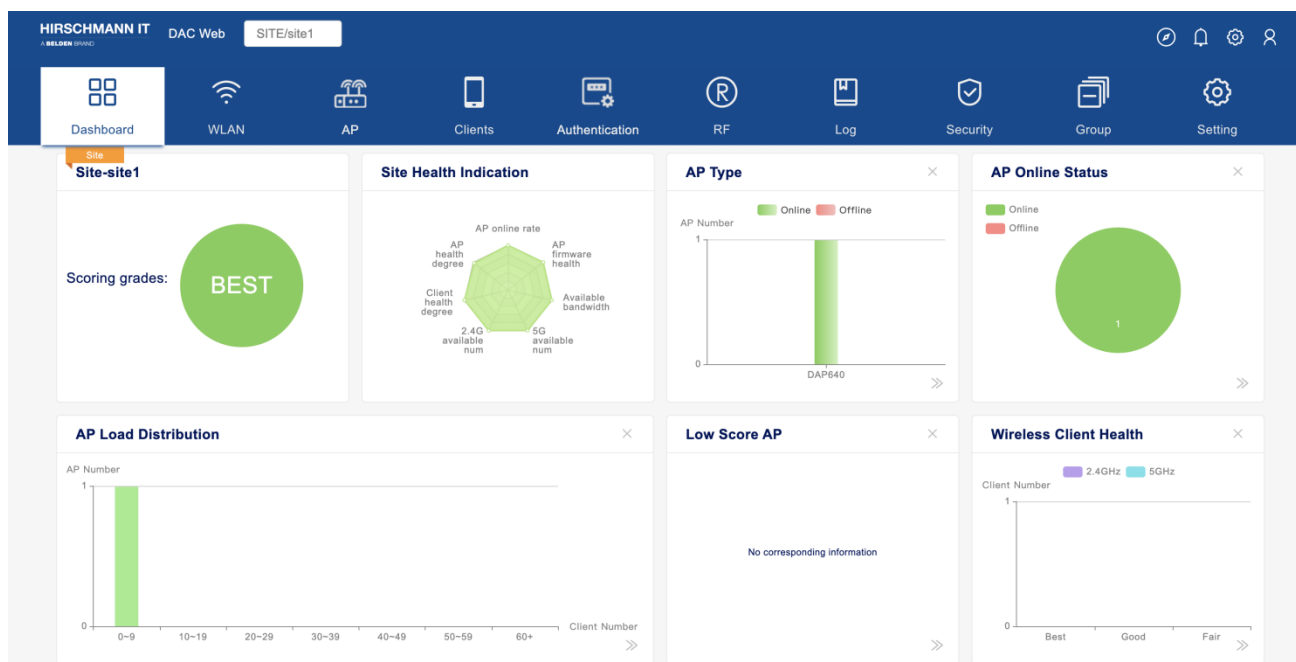 HIRSCHMANN IT
A BELDEN BRAND
DAC Web
SITE/site1
Dashboard
WLAN
AP
Clients
Authentication
RF
Log
Security
Group
Setting
Site
Site-site1
Scoring grades:
BEST
Site Health Indication
AP online rate
AP
health
degree
AP
firmware
health
Client
health
degree
Available
bandwidth
2.4G
available
num
5G
available
num
AP Type
Online
Offline
AP Number
1
0
DAP640
AP Online Status
Online
Offline
1
AP Load Distribution
AP Number
1
0
0~9
10~19
20~29
30~39
40~49
50~59
60+
Client Number
Low Score AP
No corresponding information
Wireless Client Health
2.4GHz
5GHz
Client Number
1
0
Best
Good
Fair